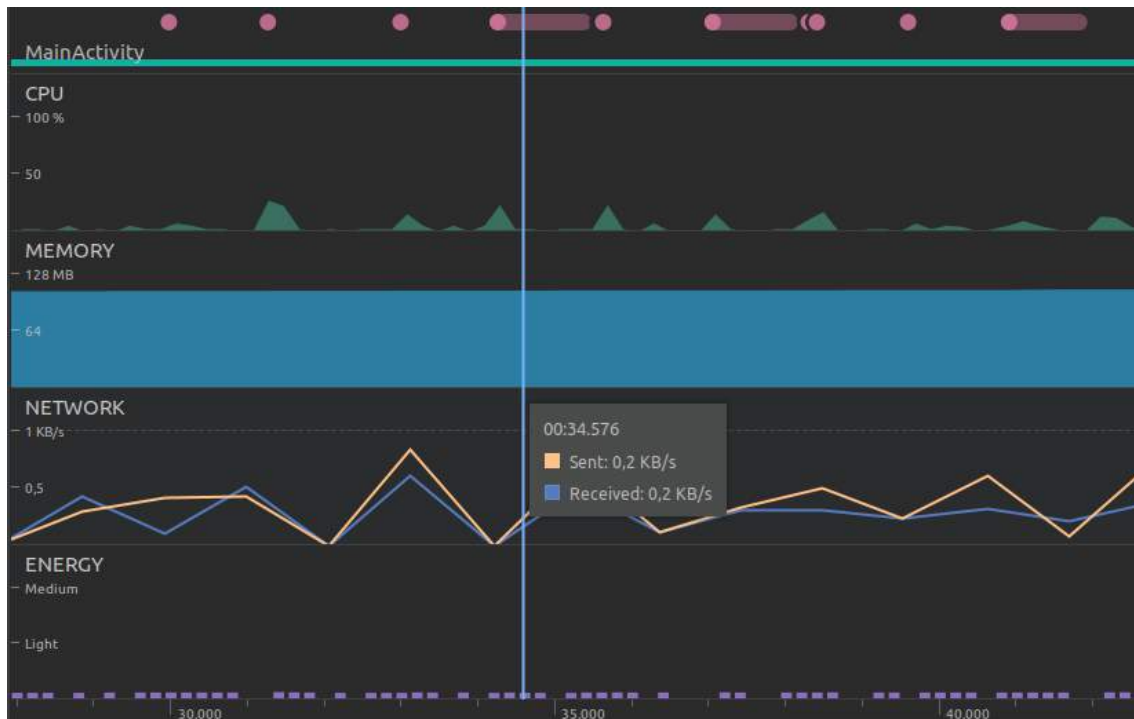 MainActivity
CPU
100 %
50
MEMORY
128 MB
64
NETWORK
1 KB/s
00:34.576
Sent: 0,2 KB/s
0,5
Received: 0,2 KB/s
ENERGY
Medium
Light
30.000
35.000
40.000